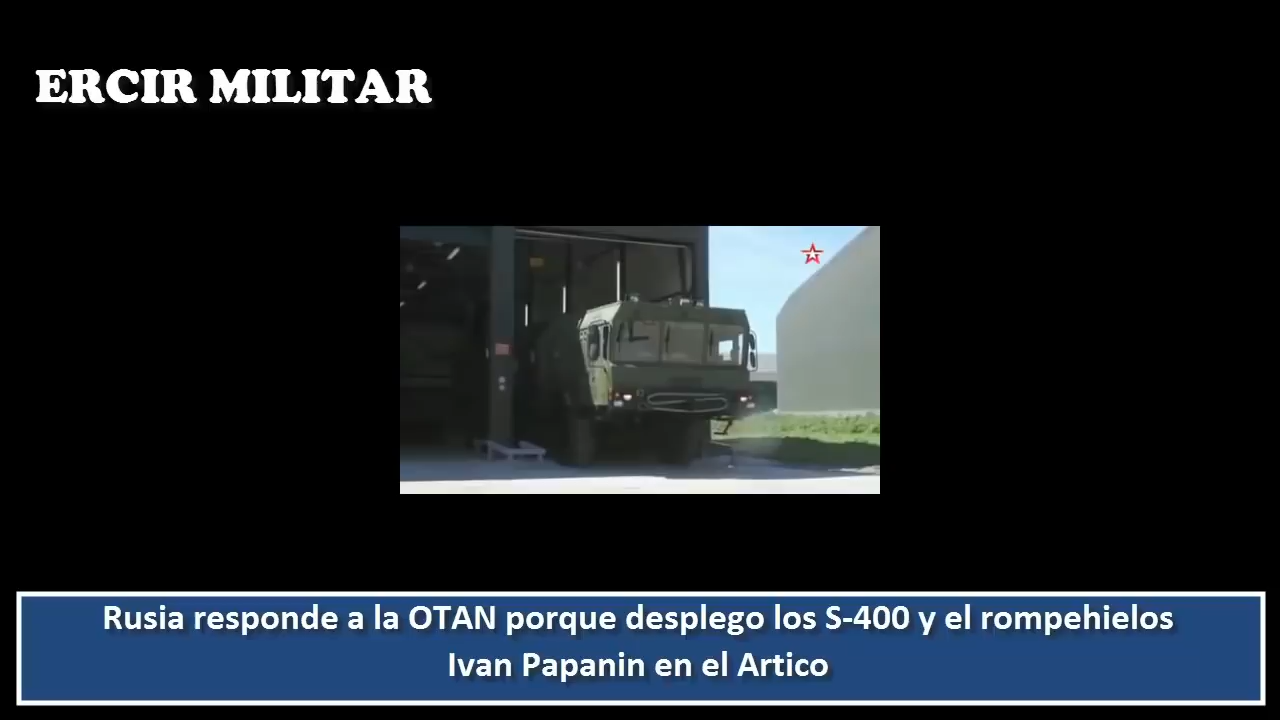 ERCIR MILITAR
Rusia responde a la OTAN porque desplego los S-400 y el rompehielos
Ivan Papanin en el Artico